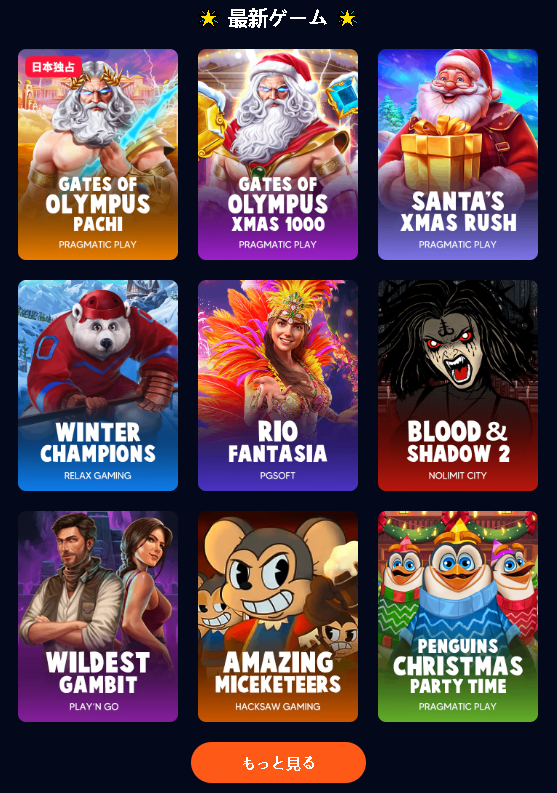 最新ゲーム
日本独占
GATES OF
OLYMPUS
PACHI
PRAGMATIC PLAY
GATES OF
OLYMPUS
XMAS 1000
PRAGMATIC PLAY
SANTA'S
XMAS RUSH
PRAGMATIC PLAY
WINTER
CHAMPIONS
RELAX GAMING
RIO
FANTASIA
PGSOFT
BLOOD &
SHADOW 2
NOLIMIT CITY
WILDEST
GAMBIT
PLAY'N GO
AMAZING
MICEKETEERS
HACKSAW GAMING
PENGUINS
CHRISTMAS
PARTY TIME
PRAGMATIC PLAY
もっと見る